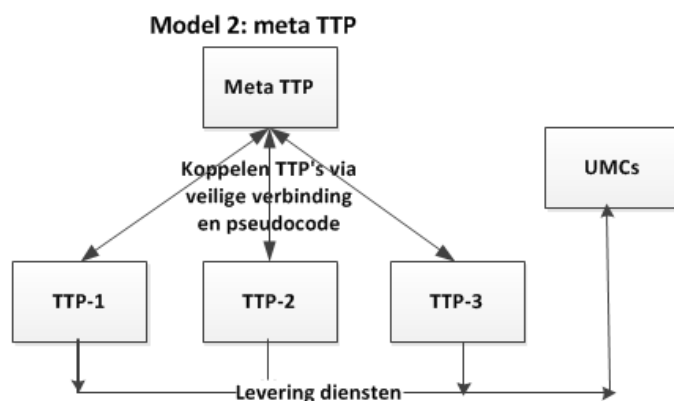 Model 2: meta TTP
Meta TTP
Koppelen TTP's via
veilige verbinding
en pseudocode
UMCs
TTP-1
TTP-2
TTP-3
Levering diensten